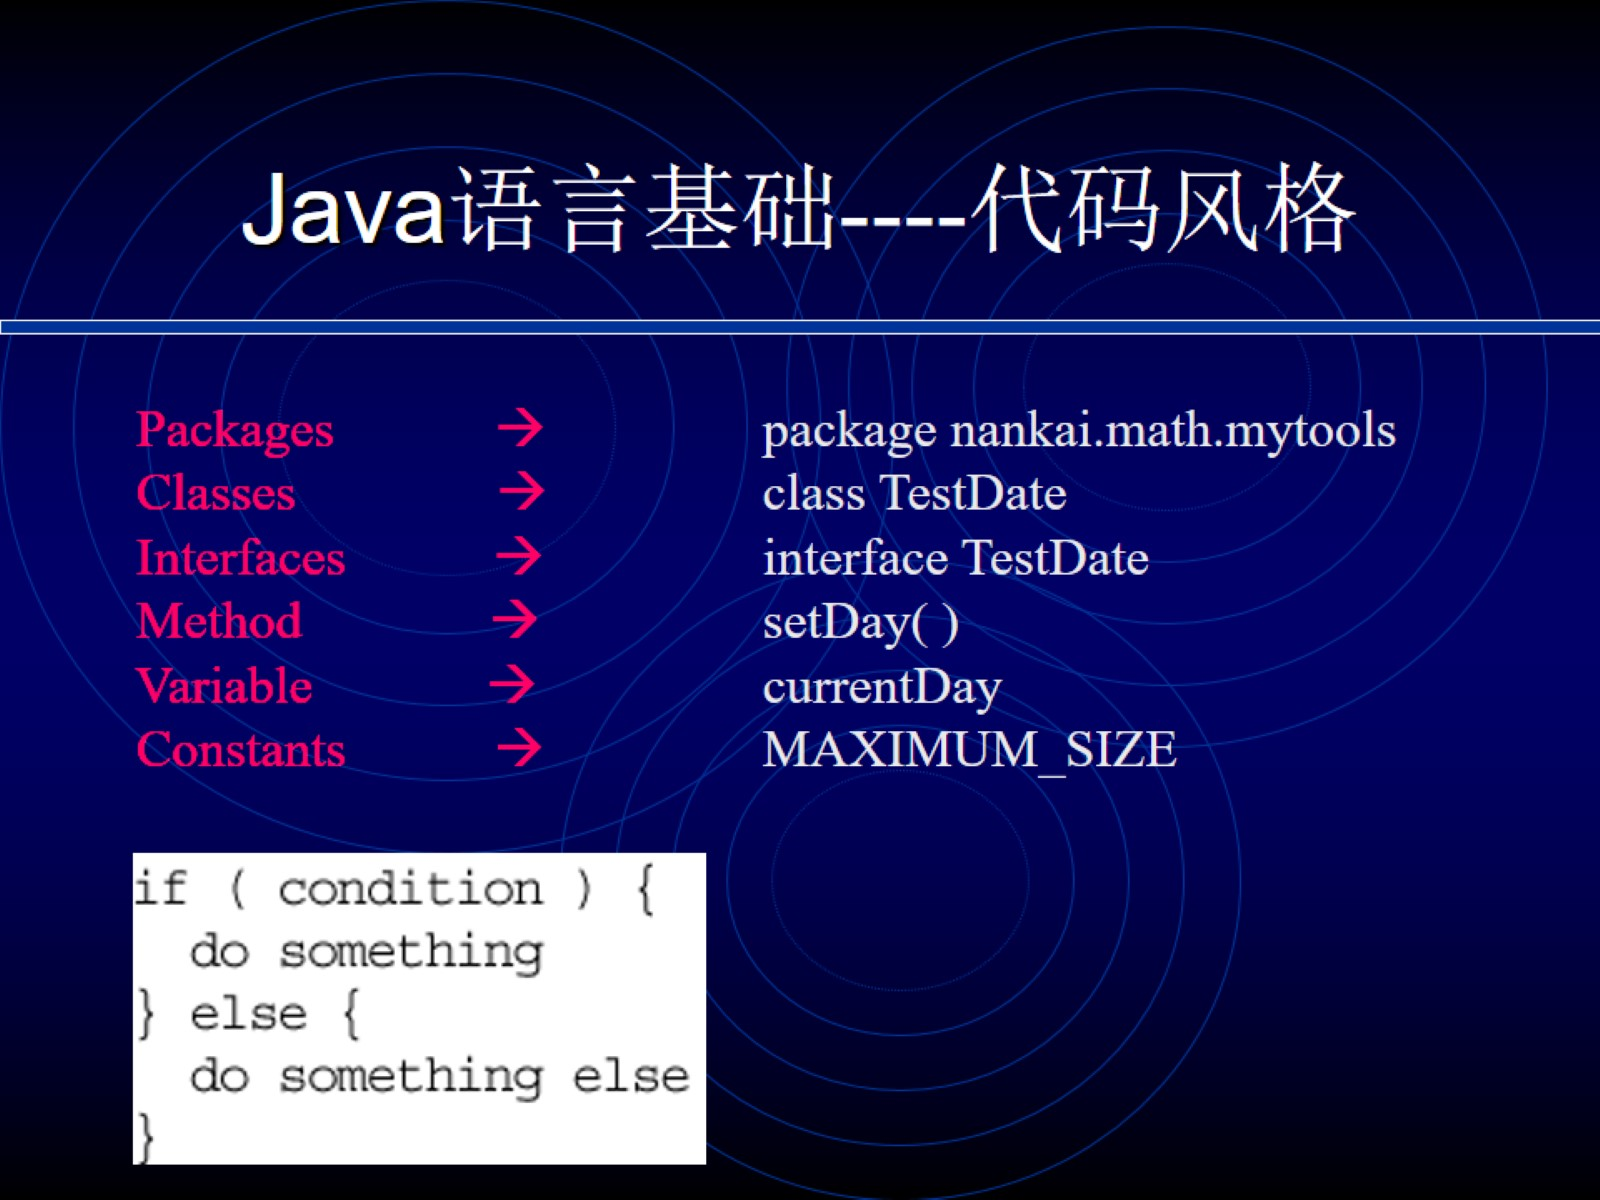 Java语言基础----代码风格
Packages → package nankai.math.mytools
Classes → class TestDate
Interfaces → interface TestDate
Method → setDay( )
Variable → currentDay
Constants → MAXIMUM_SIZE
if ( condition ) {
  do something
} else {
  do something else
}